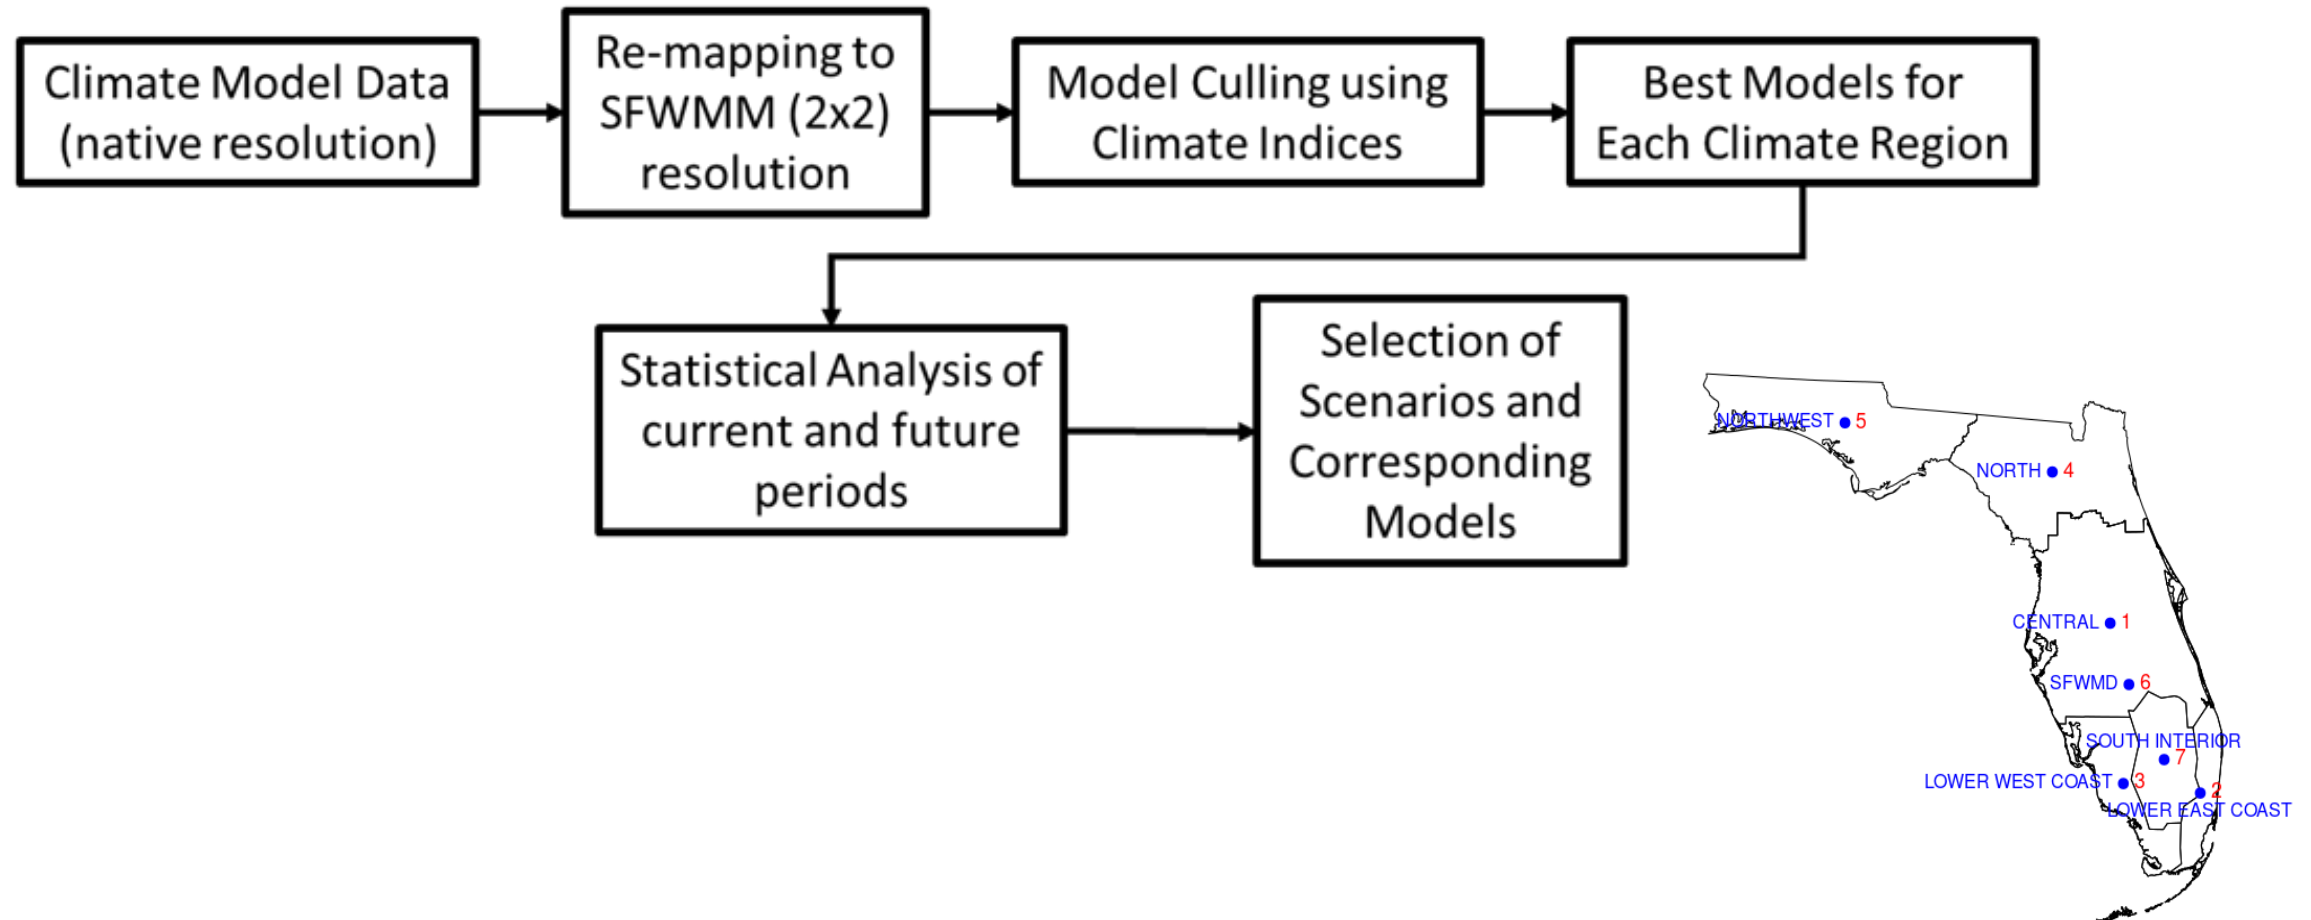 Climate Model Data
(native resolution)
Re-mapping to
SFWMM (2x2)
resolution
Model Culling using
Climate Indices
Best Models for
Each Climate Region
Statistical Analysis of
current and future
periods
Selection of
Scenarios and
Corresponding
Models
NORTHWEST 5
NORTH 4
CENTRAL 1
SFWMD 6
SOUTH INTERIOR
7
LOWER WEST COAST 3
2
LOWER EAST COAST